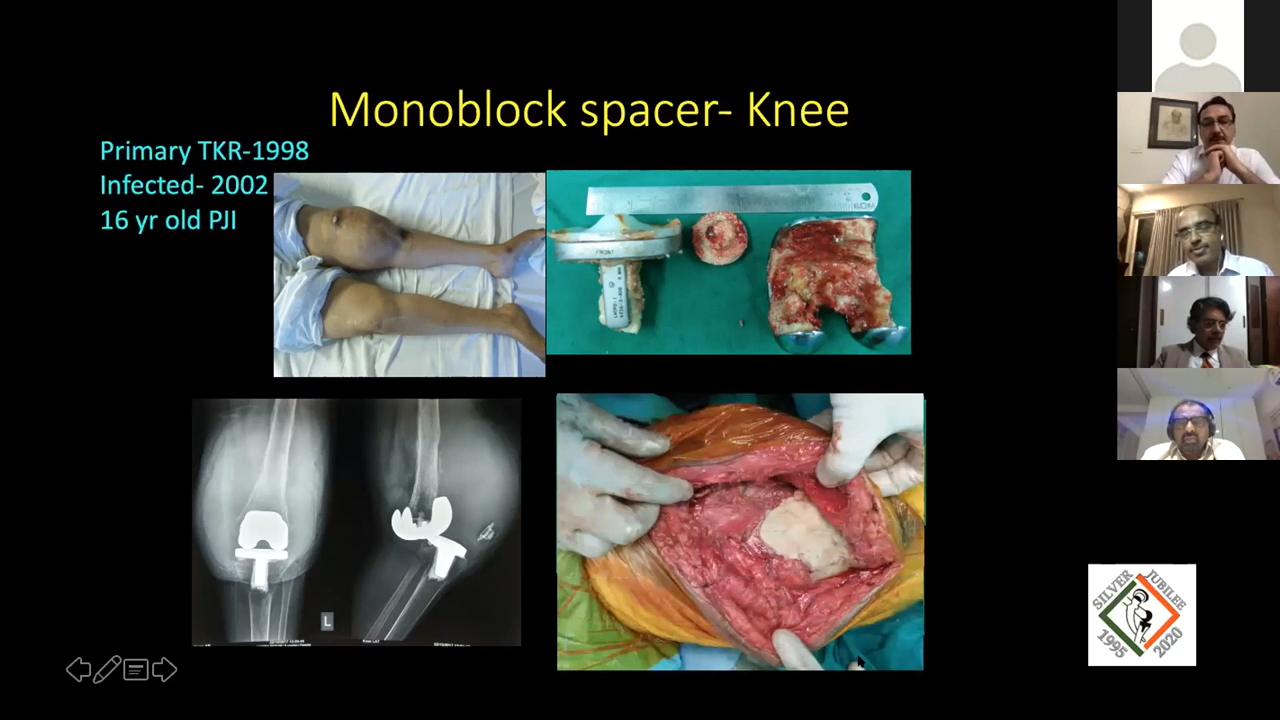 Monoblock spacer- Knee
Primary TKR-1998
Infected- 2002
16 yr old PJI
FRONT
L
SILVER
JUBILEE
1995
2020